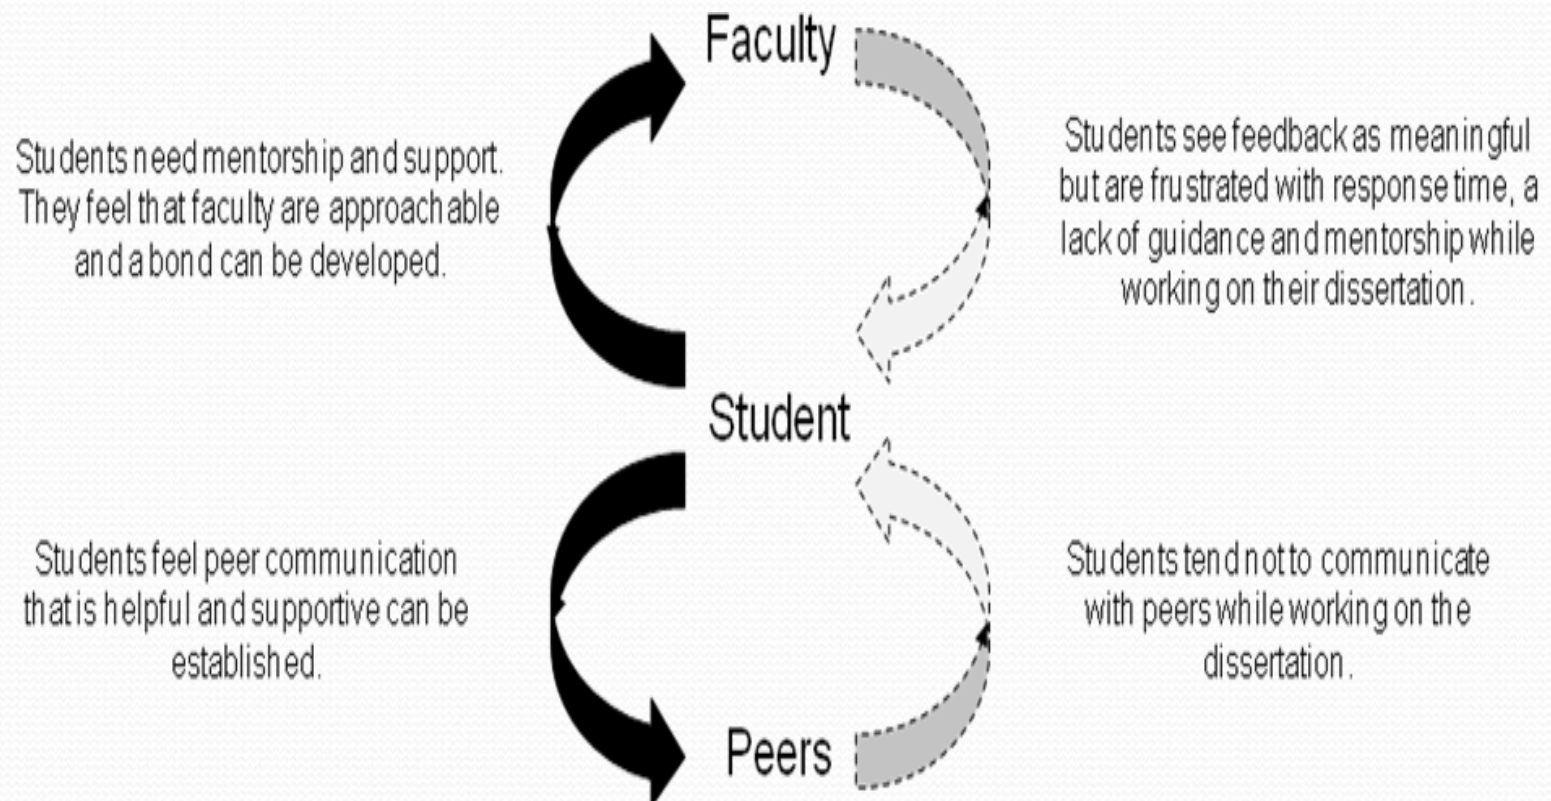 Faculty
Students need mentorship and support.
They feel that faculty are approachable
and a bond can be developed.
Students see feedback as meaningful
but are frustrated with response time, a
lack of guidance and mentorship while
working on their dissertation.
Student
Students feel peer communication
that is helpful and supportive can be
established.
Students tend not to communicate
with peers while working on the
dissertation.
Peers